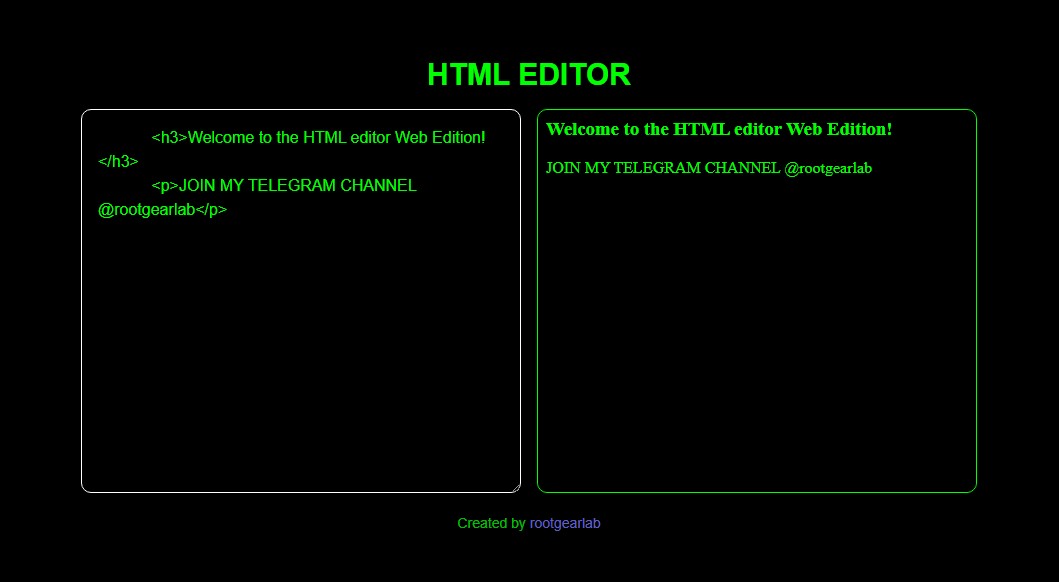 HTML EDITOR
<h3>Welcome to the HTML editor Web Edition!
</h3>
<p>JOIN MY TELEGRAM CHANNEL
@rootgearlab</p>
Welcome to the HTML editor Web Edition!
JOIN MY TELEGRAM CHANNEL @rootgearlab
Created by rootgearlab